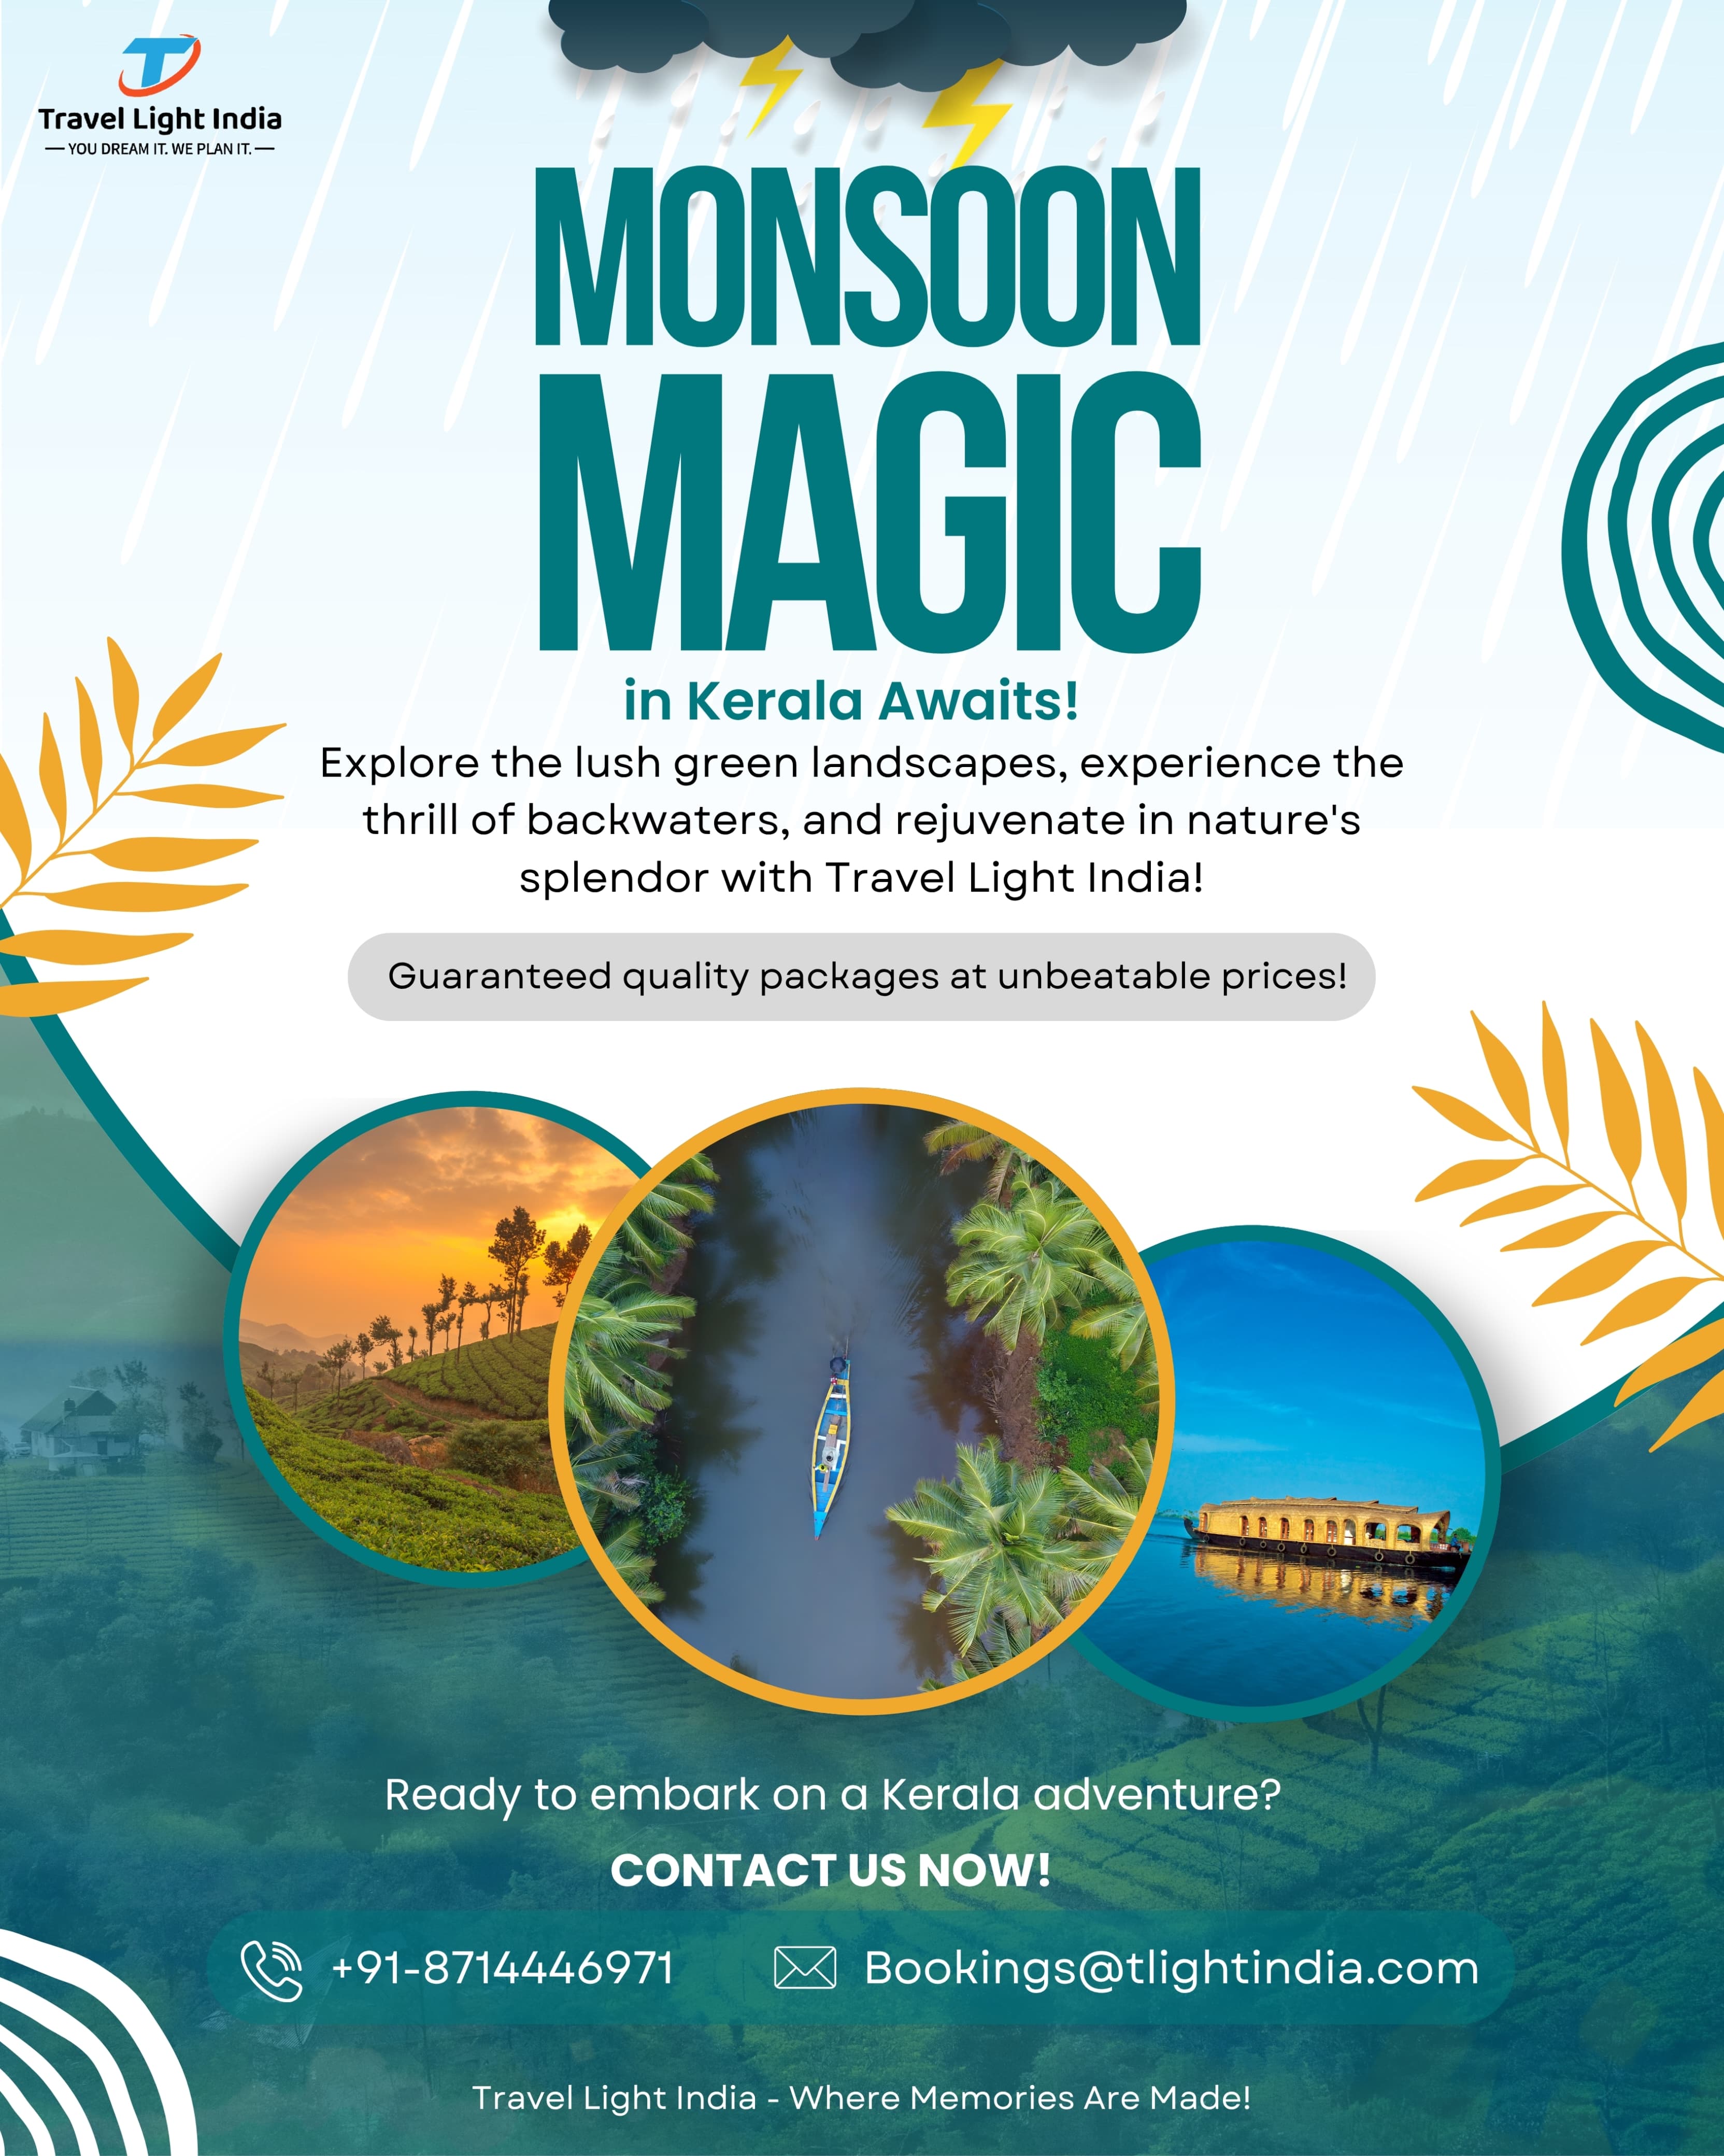 Travel Light India
YOU DREAM IT. WE PLAN IT.
MONSOON
MAGIC
in Kerala Awaits!
Explore the lush green landscapes, experience the
thrill of backwaters, and rejuvenate in nature's
splendor with Travel Light India!
Guaranteed quality packages at unbeatable prices!
Ready to embark on a Kerala adventure?
CONTACT US NOW!
+91-8714446971
Bookings@tlightindia.com
Travel Light India - Where Memories Are Made!